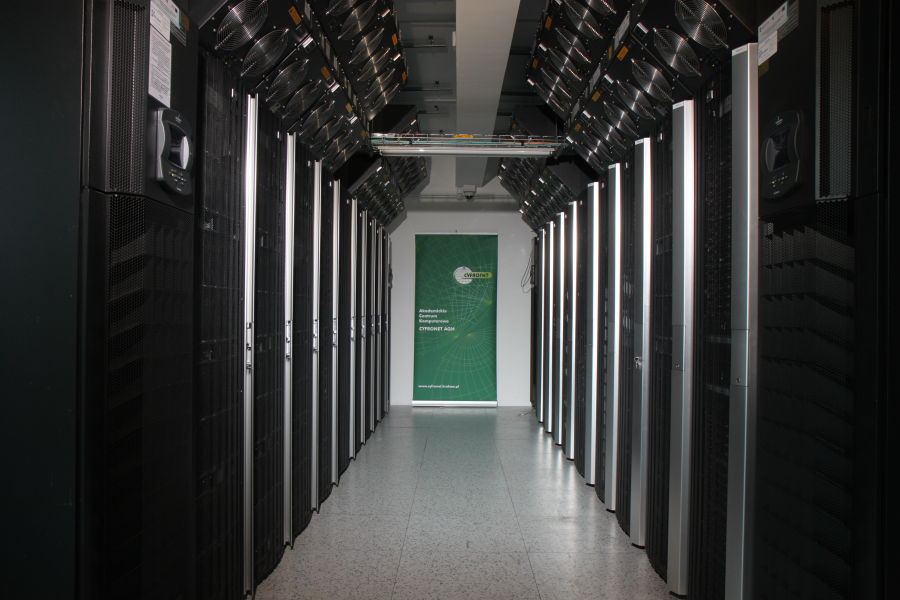 CYFRONET
Akademickie
Centrum
Komputerowe
CYFRONET AGH
www.cyfronet.krakow.pl